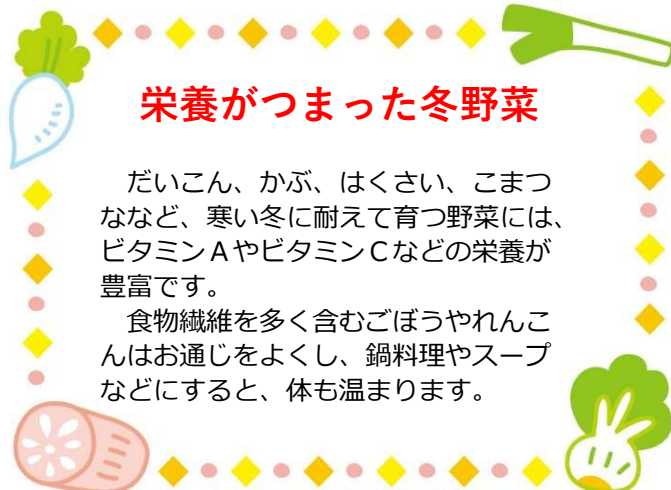 栄養がつまった冬野菜
　だいこん、かぶ、はくさい、こまつ
ななど、寒い冬に耐えて育つ野菜には、
ビタミンＡやビタミンＣなどの栄養が
豊富です。
　食物繊維を多く含むごぼうやれんこ
んはお通じをよくし、鍋料理やスープ
などにすると、体も温まります。